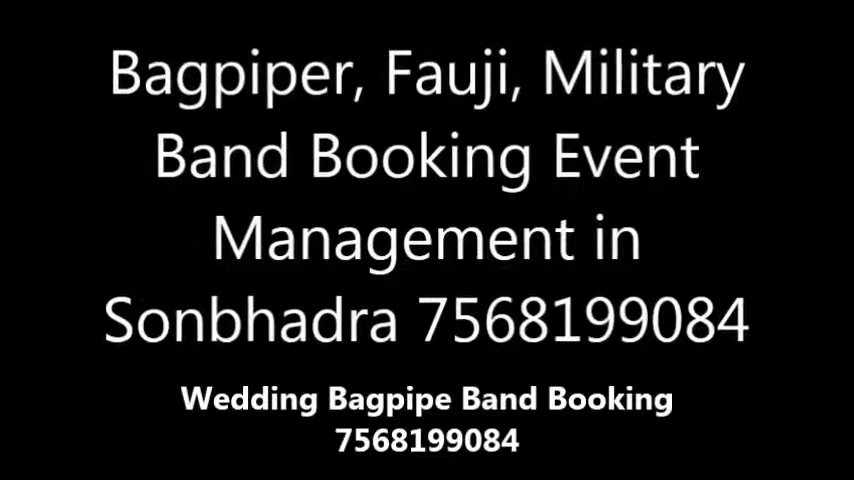 Bagpiper, Fauji, Military
Band Booking Event
Management in
Sonbhadra 7568199084
Wedding Bagpipe Band Booking
7568199084